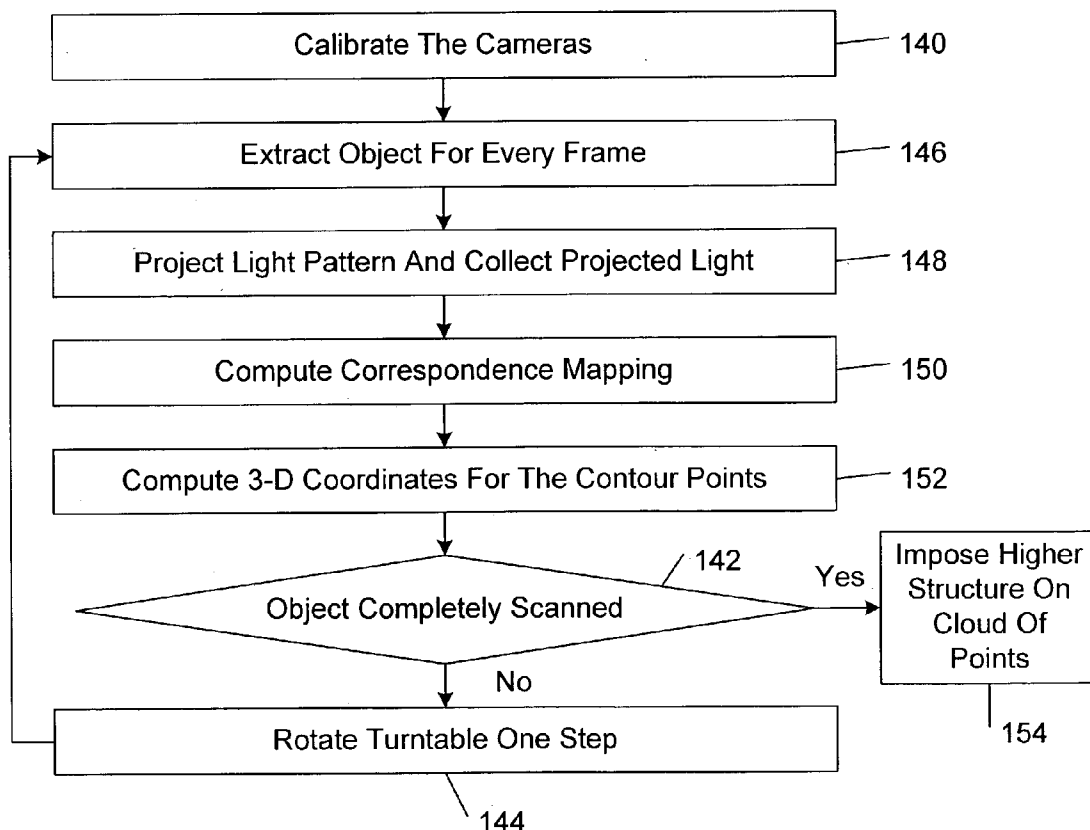 Calibrate The Cameras
140
Extract Object For Every Frame
146
Project Light Pattern And Collect Projected Light
148
Compute Correspondence Mapping
150
Compute 3-D Coordinates For The Contour Points
152
Object Completely Scanned
142
Yes
Impose Higher
Structure On
Cloud Of
Points
154
No
Rotate Turntable One Step
144